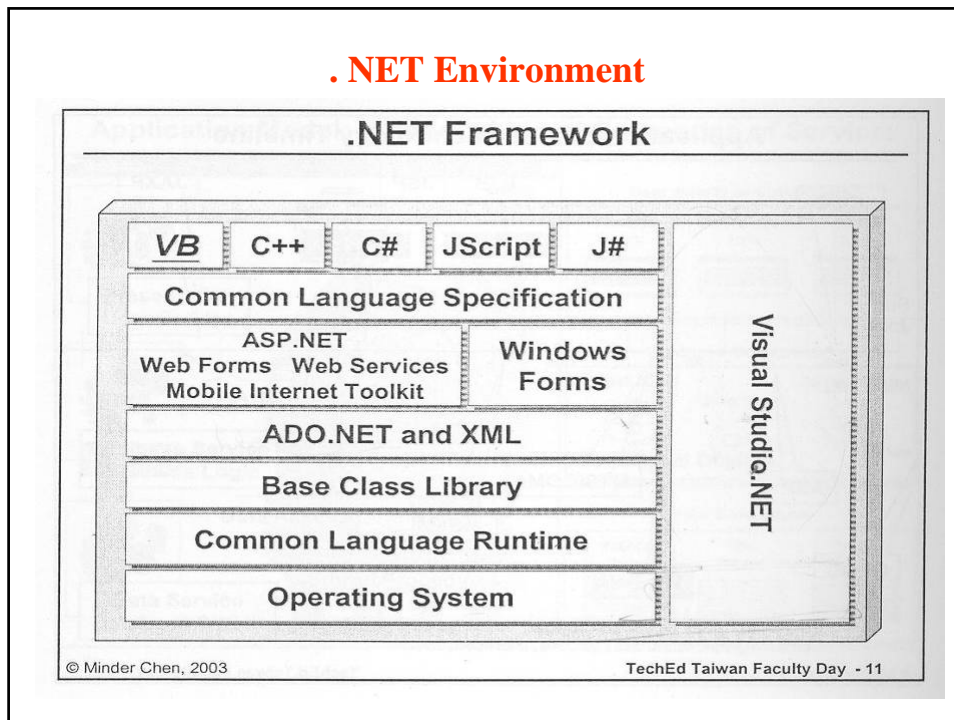 . NET Environment
.NET Framework
VB C++ C# JScript J#
Common Language Specification
ASP.NET
Web Forms Web Services
Mobile Internet Toolkit
Windows
Forms
ADO.NET and XML
Base Class Library
Common Language Runtime
Operating System
Visual Studio.NET
© Minder Chen, 2003
TechEd Taiwan Faculty Day - 11